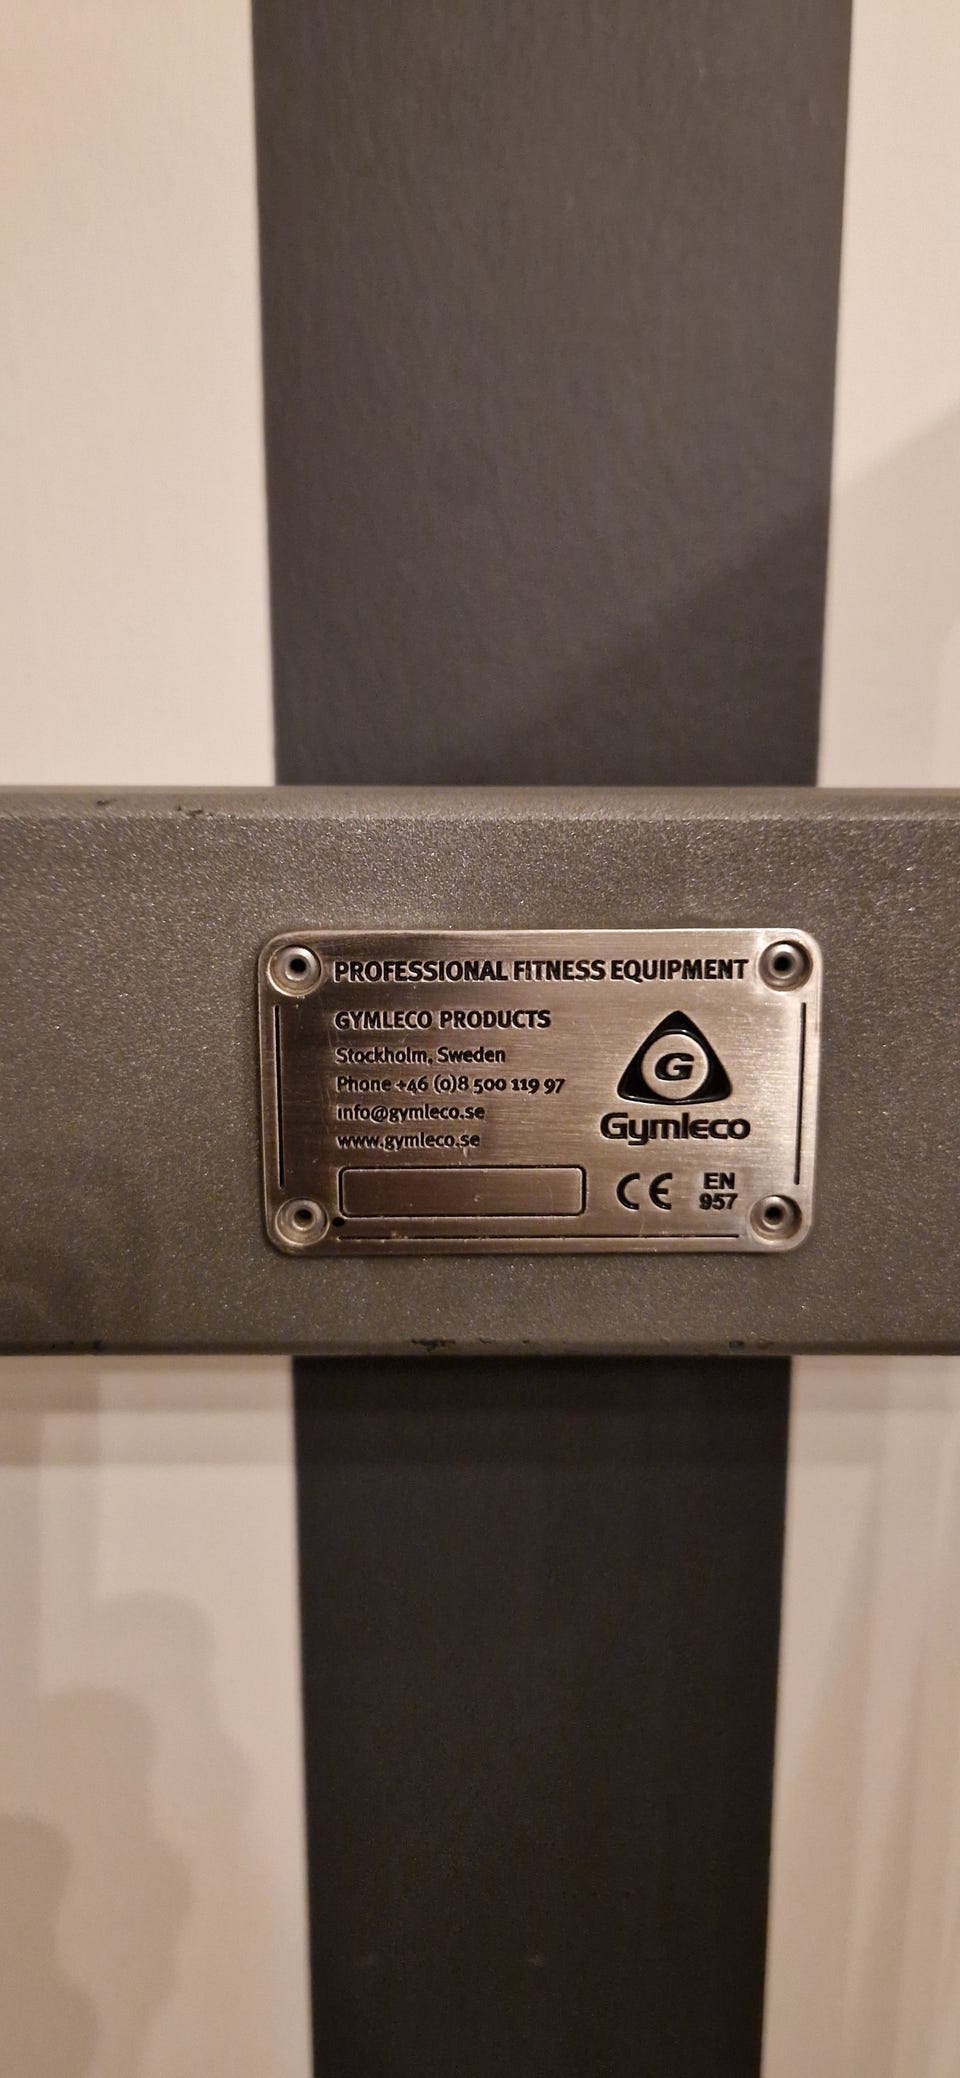 PROFESSIONAL FITNESS EQUIPMENT
GYMLECO PRODUCTS
Stockholm, Sweden
Phone +46 (0)8 500 119 97
info@gymleco.se
www.gymleco.se
G
Gymleco
CE EN
957